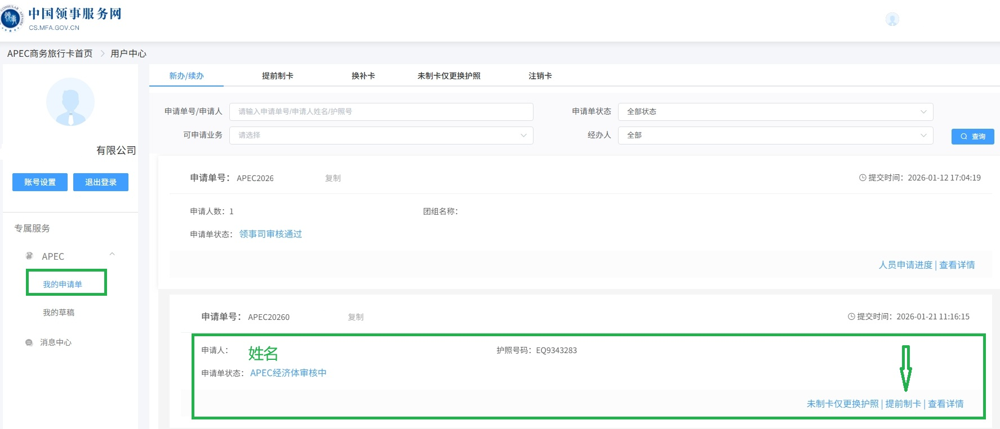 中国领事服务网
CS.MFA.GOV.CN
APEC商务旅行卡首页 > 用户中心
有限公司
账号设置 退出登录
专属服务
APEC
我的申请单
我的草稿
消息中心
新办/续办 提前制卡 换补卡 未制卡仅更换护照 注销卡
申请单号/申请人 请输入申请单号/申请人姓名/护照号 申请单状态 全部状态
可申请业务 请选择 经办人 全部 查询
申请单号： APEC2026 复制 提交时间：2026-01-12 17:04:19
申请人数：1 团组名称：
申请单状态： 领事司审核通过
人员申请进度 | 查看详情
申请单号： APEC20260 复制 提交时间：2026-01-21 11:16:15
申请人： 姓名 护照号码：EQ9343283
申请单状态： APEC经济体审核中
未制卡仅更换护照 | 提前制卡 | 查看详情